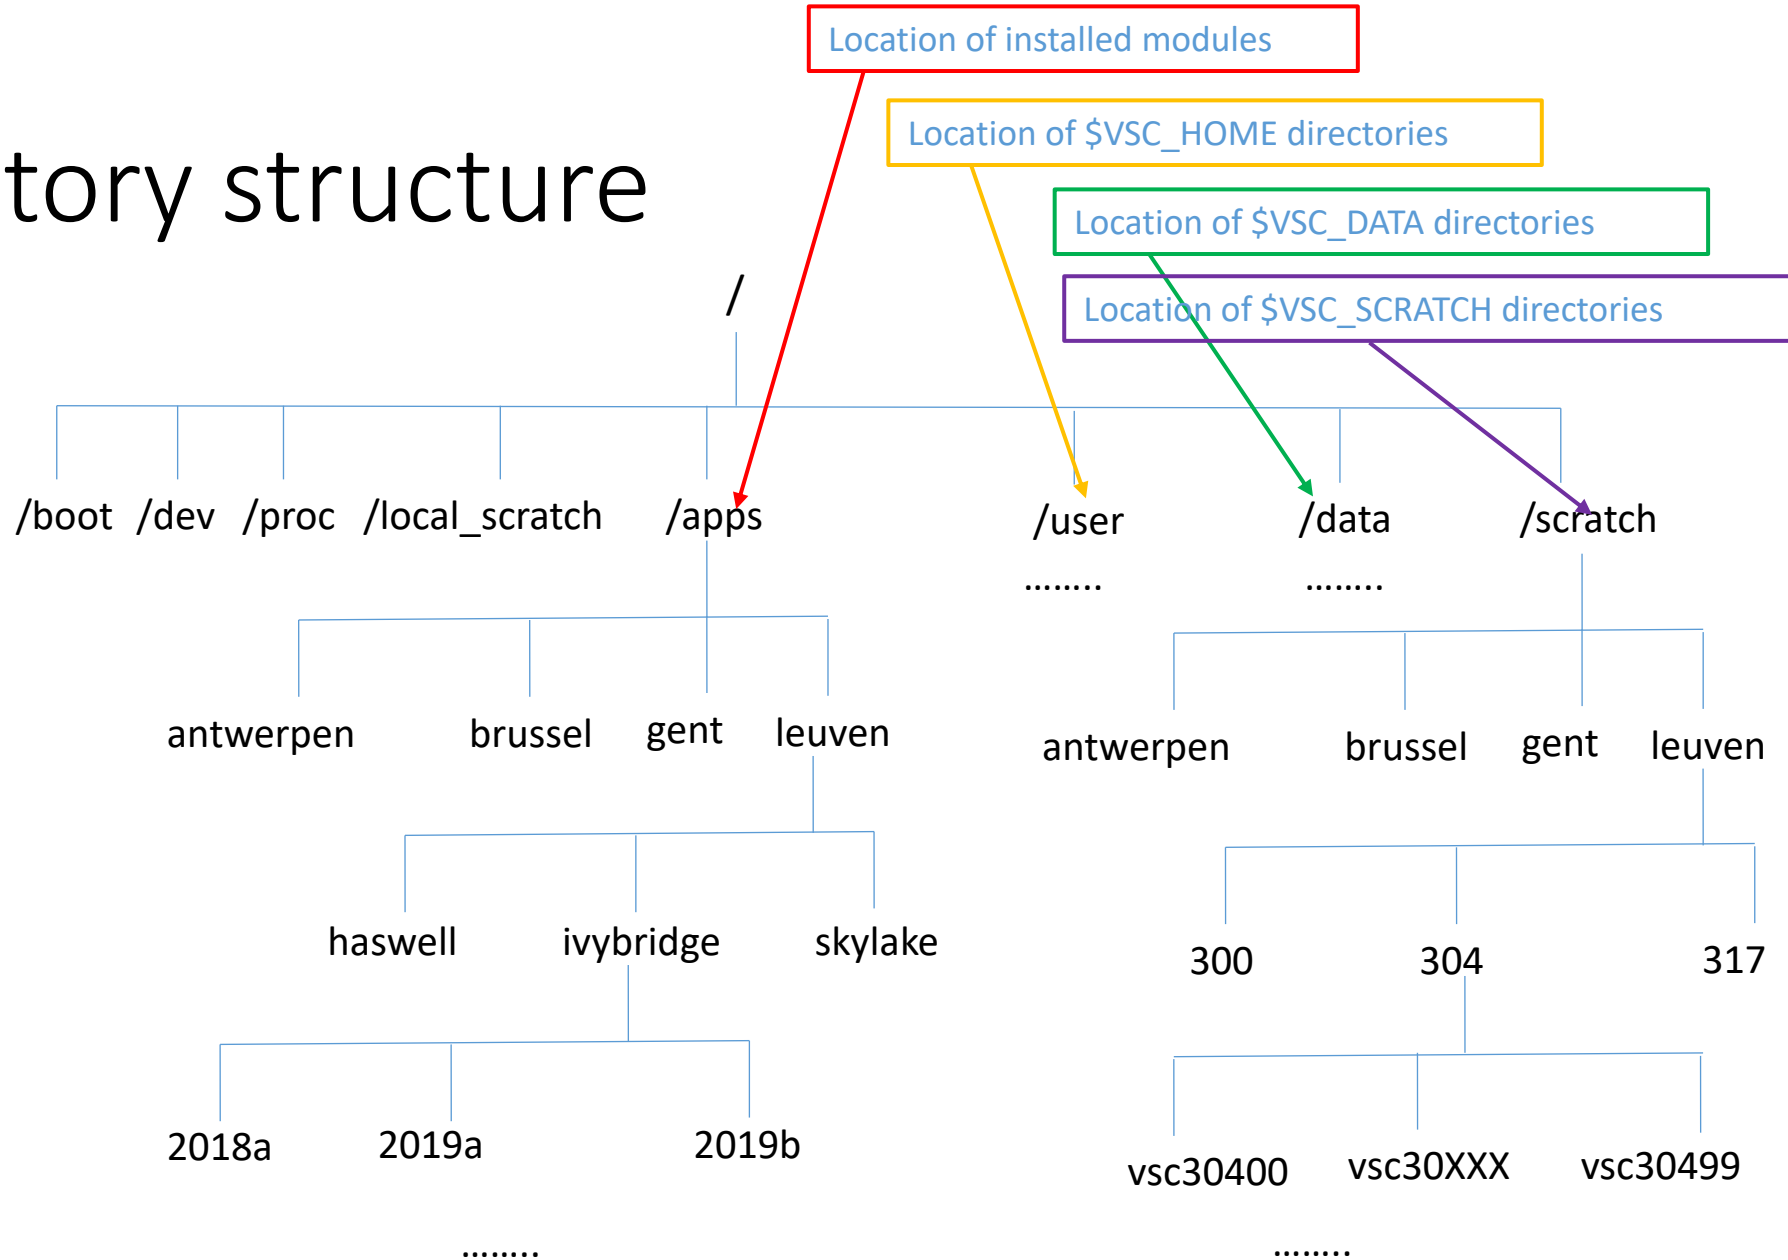 Location of installed modules
Location of $VSC_HOME directories
tory structure
Location of $VSC_DATA directories
/
Location of $VSC_SCRATCH directories
/boot /dev /proc /local_scratch /apps /user /data /scratch
…….. ……..
antwerpen brussel gent leuven antwerpen brussel gent leuven
haswell ivybridge skylake 300 304 317
2018a 2019a 2019b vsc30400 vsc30XXX vsc30499
…….. ……..